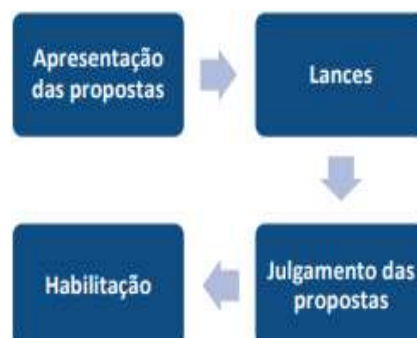 Apresentação
das propostas
Lances
Julgamento das
propostas
Habilitação